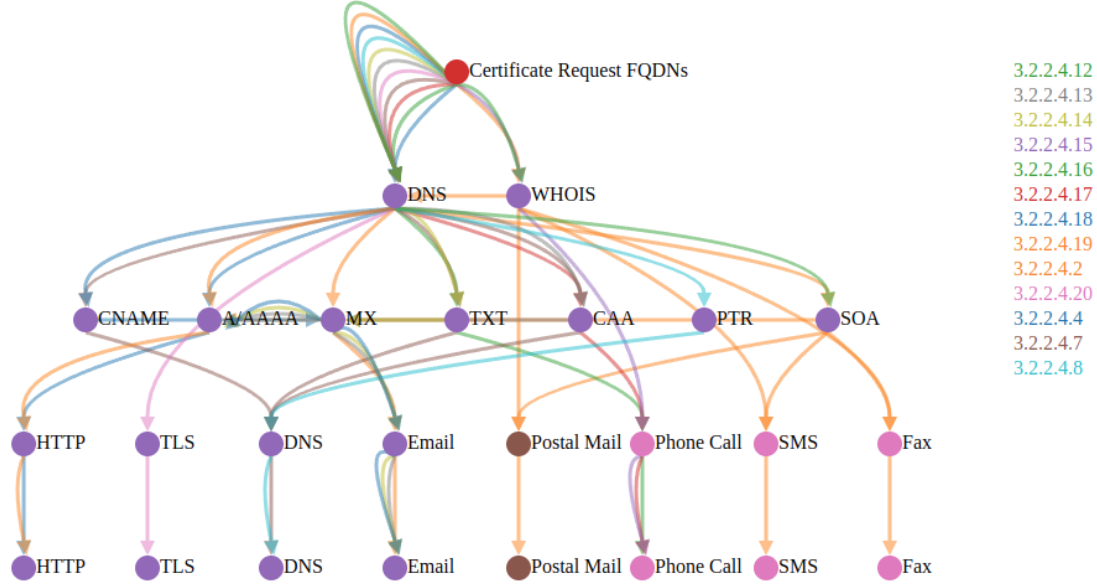 Certificate Request FQDNs
3.2.2.4.12
3.2.2.4.13
3.2.2.4.14
3.2.2.4.15
3.2.2.4.16
3.2.2.4.17
3.2.2.4.18
3.2.2.4.19
3.2.2.4.2
3.2.2.4.20
3.2.2.4.4
3.2.2.4.7
3.2.2.4.8
DNS WHOIS
CNAME A/AAAA MX TXT CAA PTR SOA
HTTP TLS DNS Email Postal Mail Phone Call SMS Fax
HTTP TLS DNS Email Postal Mail Phone Call SMS Fax